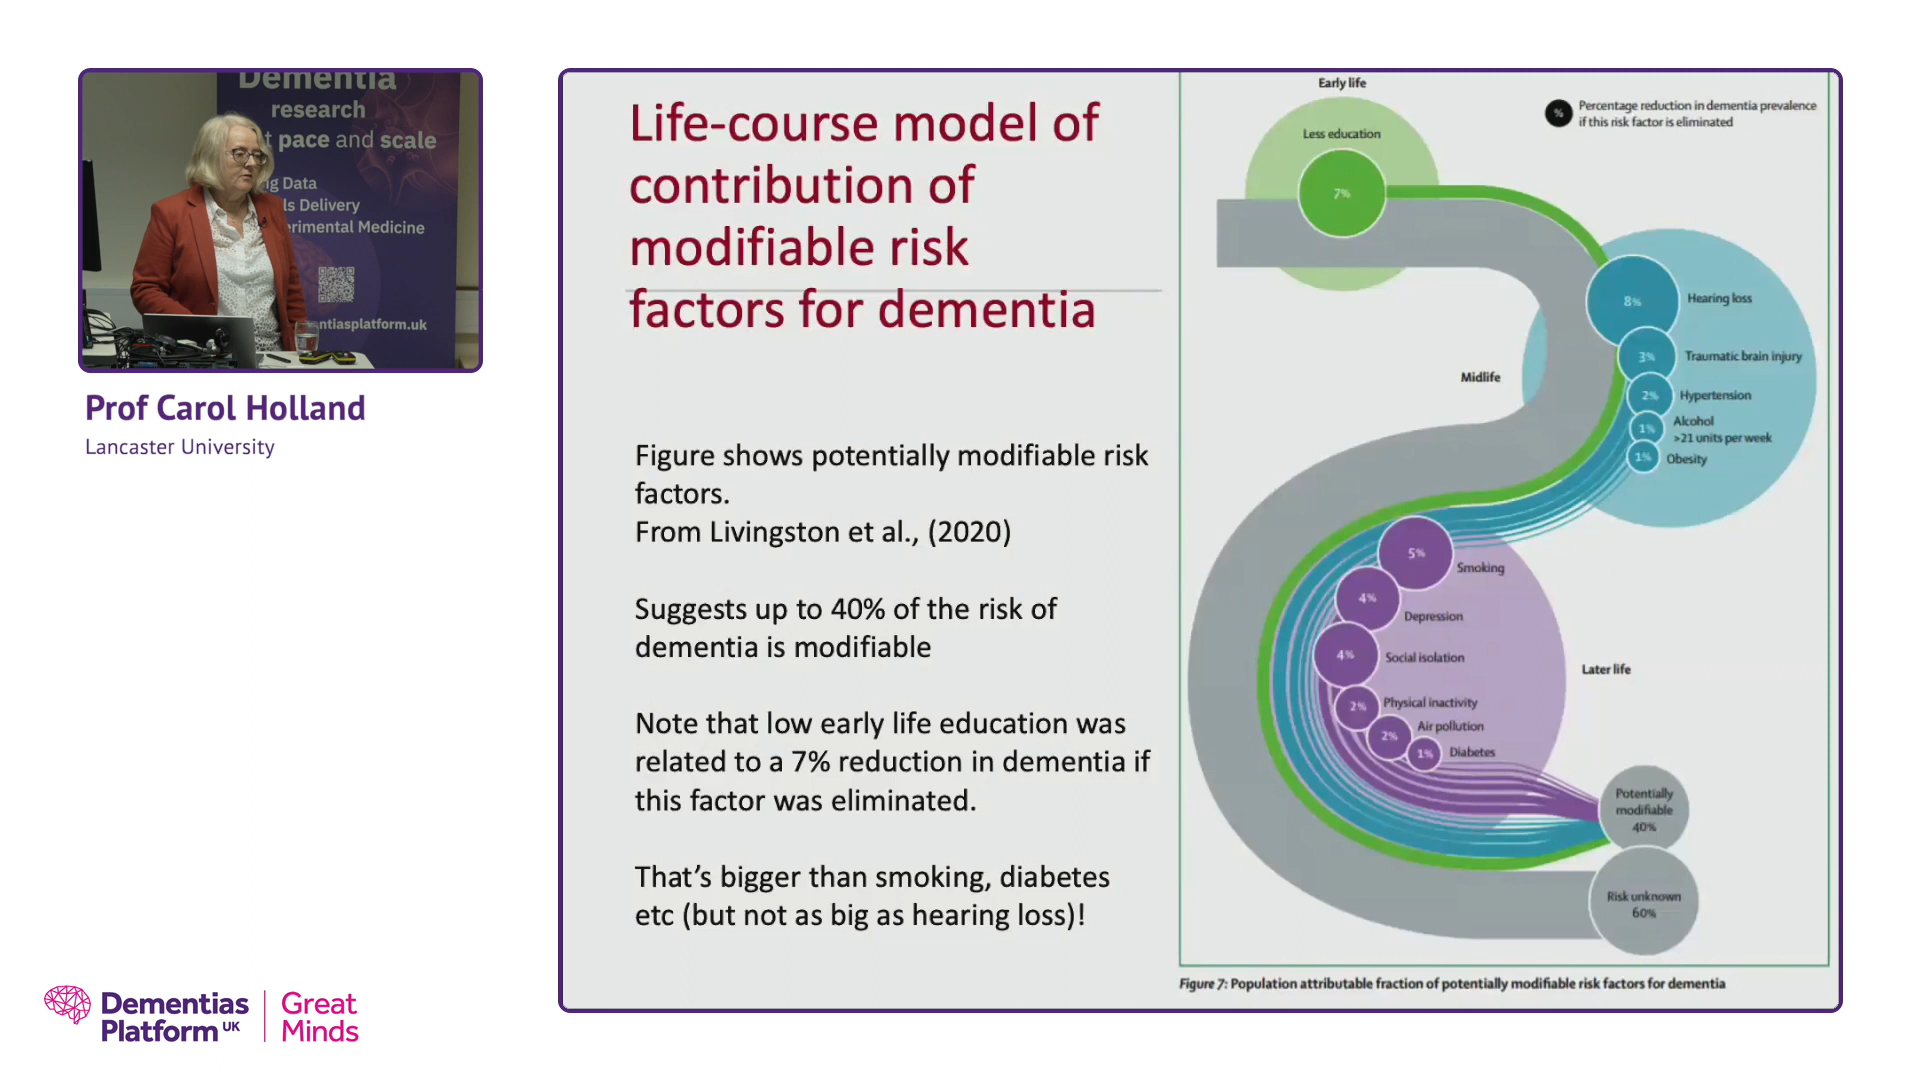 Dementia
research
t pace and scale
ig Data
ls Delivery
erimental Medicine
ntiasplatform.uk
Prof Carol Holland
Lancaster University
Dementias
Platform UK
Great
Minds
Life-course model of
contribution of
modifiable risk
factors for dementia
Figure shows potentially modifiable risk
factors.
From Livingston et al., (2020)
Suggests up to 40% of the risk of
dementia is modifiable
Note that low early life education was
related to a 7% reduction in dementia if
this factor was eliminated.
That’s bigger than smoking, diabetes
etc (but not as big as hearing loss)!
Early life
Less education
7%
%
Percentage reduction in dementia prevalence
if this risk factor is eliminated
8%
Hearing loss
3%
Traumatic brain injury
Midlife
2%
Hypertension
1%
Alcohol
>21 units per week
1%
Obesity
5%
Smoking
4%
Depression
4%
Social isolation
Later life
2%
Physical inactivity
2%
Air pollution
1%
Diabetes
Potentially
modifiable
40%
Risk unknown
60%
Figure 7: Population attributable fraction of potentially modifiable risk factors for dementia